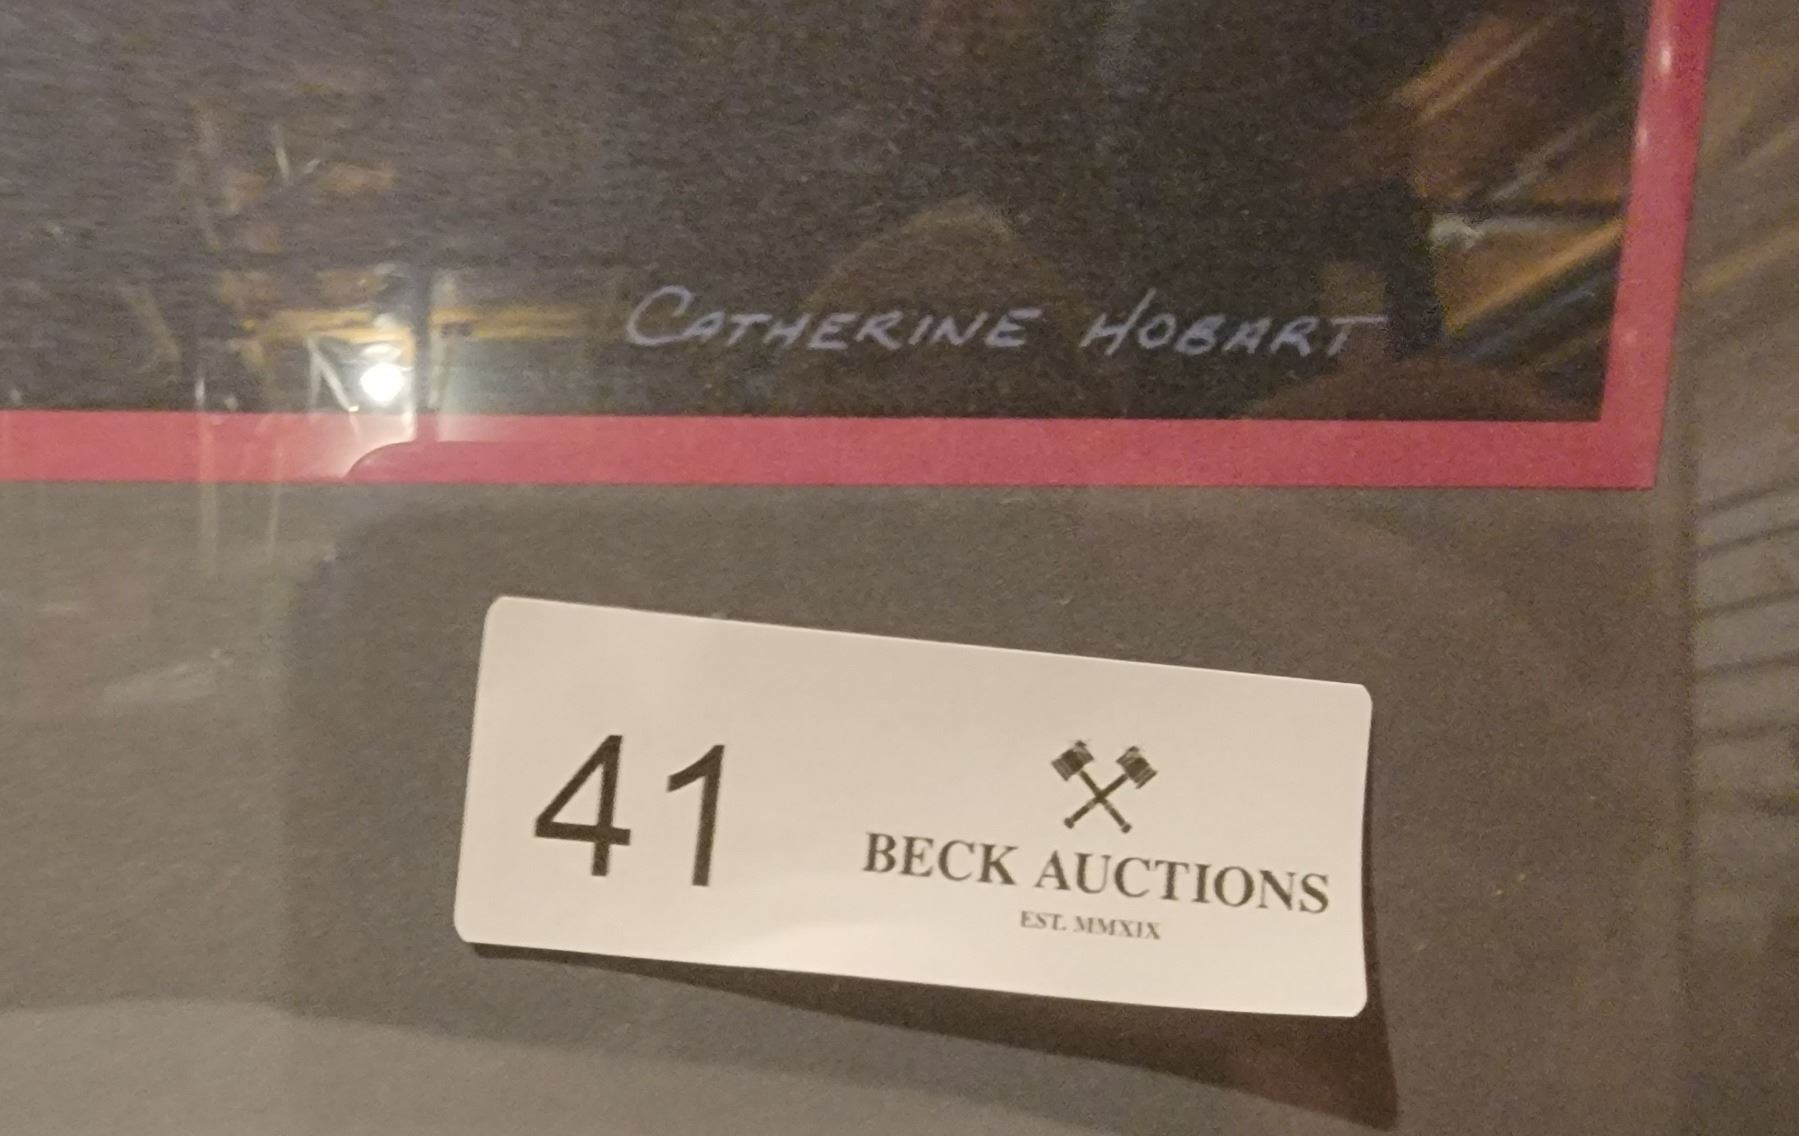 CATHERINE HOBART
41
BECK AUCTIONS
EST. MMXIX